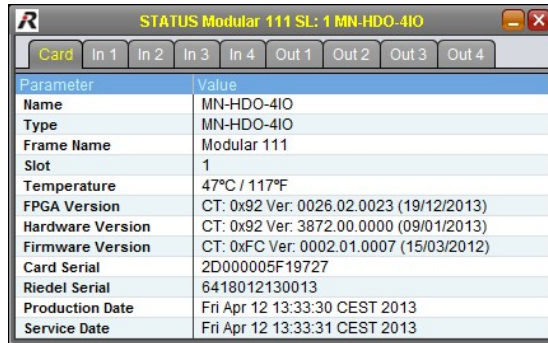 R STATUS Modular 111 SL: 1 MN-HDO-4IO
Card In 1 In 2 In 3 In 4 Out 1 Out 2 Out 3 Out 4
Parameter Value
Name MN-HDO-4IO
Type MN-HDO-4IO
Frame Name Modular 111
Slot 1
Temperature 47ºC / 117ºF
FPGA Version CT: 0x92 Ver: 0026.02.0023 (19/12/2013)
Hardware Version CT: 0x92 Ver: 3872.00.0000 (09/01/2013)
Firmware Version CT: 0xFC Ver: 0002.01.0007 (15/03/2012)
Card Serial 2D000005F19727
Riedel Serial 6418012130013
Production Date Fri Apr 12 13:33:30 CEST 2013
Service Date Fri Apr 12 13:33:31 CEST 2013